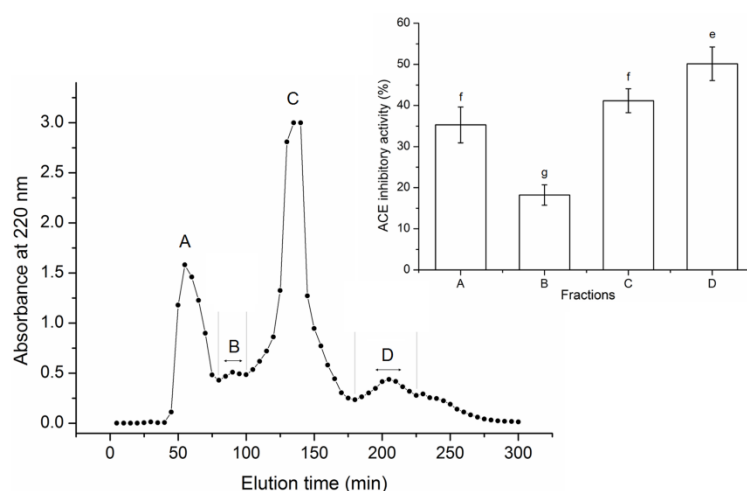 A
B
C
D
Absorbance at 220 nm
3.0
2.5
2.0
1.5
1.0
0.5
0.0
0
50
100
150
200
250
300
Elution time (min)
ACE inhibitory activity (%)
60
50
40
30
20
10
0
f
g
f
e
A
B
C
D
Fractions